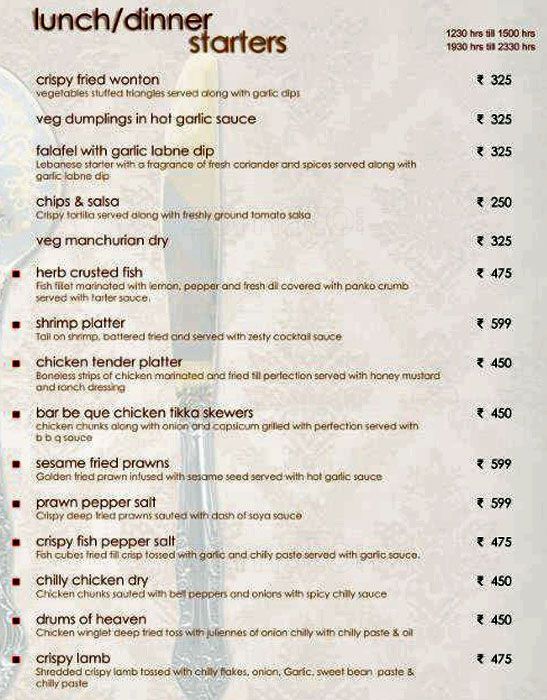 lunch/dinner
starters
1230 hrs till 1500 hrs
1930 hrs till 2330 hrs
crispy fried wonton ₹ 325
vegetables stuffed triangles served along with garlic dips
veg dumplings in hot garlic sauce ₹ 325
falafel with garlic labne dip ₹ 325
Lebanese starter with a fragrance of fresh coriander and spices served along with
garlic labne dip
chips & salsa ₹ 250
Crispy tortilla served along with freshly ground tomato salsa
veg manchurian dry ₹ 325
herb crusted fish ₹ 475
Fish fillet marinated with lemon, pepper and fresh dil covered with panko crumb
served with tarter sauce.
shrimp platter ₹ 599
Tail on shrimp, battered fried and served with zesty cocktail sauce
chicken tender platter ₹ 450
Boneless strips of chicken marinated and fried till perfection served with honey mustard
and ranch dressing
bar be que chicken tikka skewers ₹ 450
chicken chunks along with onion and capsicum grilled with perfection served with
b b q sauce
sesame fried prawns ₹ 599
Golden fried prawn infused with sesame seed served with hot garlic sauce
prawn pepper salt ₹ 599
Crispy deep fried prawns sauted with dash of soya sauce
crispy fish pepper salt ₹ 475
Fish cubes fried till crisp tossed with garlic and chilly paste served with garlic sauce.
chilly chicken dry ₹ 450
Chicken chunks sauted with bell peppers and onions with spicy chilly sauce
drums of heaven ₹ 450
Chicken winglet deep fried toss with juliennes of onion chilly with chilly paste & oil
crispy lamb ₹ 475
Shredded crispy lamb tossed with chilly flakes, onion, Garlic, sweet bean paste &
chilly paste